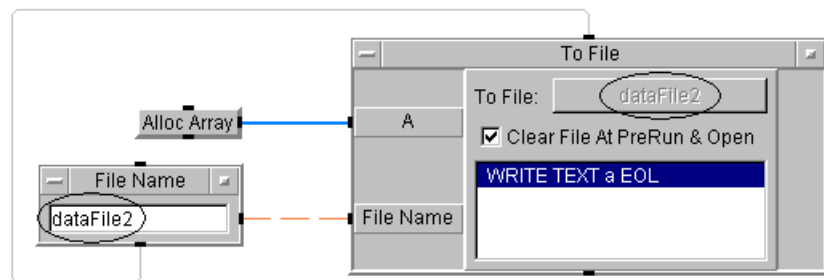 To File
To File: dataFile2
Alloc Array
A
Clear File At PreRun & Open
File Name
WRITE TEXT a EOL
dataFile2
File Name